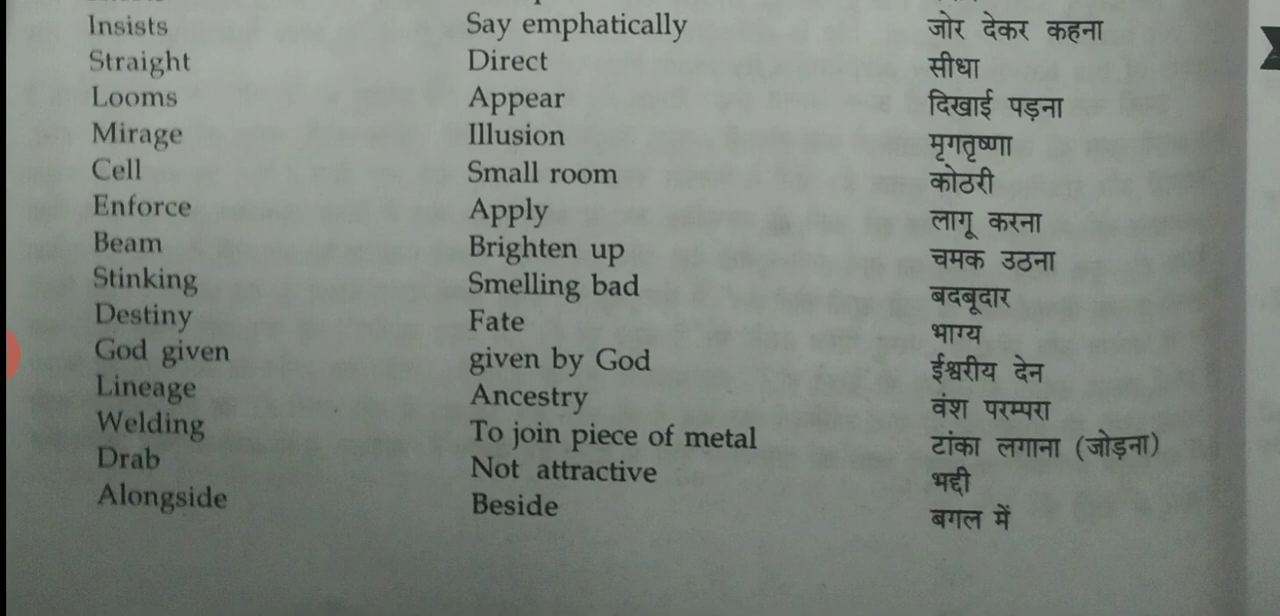 Insists Say emphatically जोर देकर कहना
Straight Direct सीधा
Looms Appear दिखाई पड़ना
Mirage Illusion मृगतृष्णा
Cell Small room कोठरी
Enforce Apply लागू करना
Beam Brighten up चमक उठना
Stinking Smelling bad बदबूदार
Destiny Fate भाग्य
God given given by God ईश्वरीय देन
Lineage Ancestry वंश परम्परा
Welding To join piece of metal टांका लगाना (जोड़ना)
Drab Not attractive भद्दी
Alongside Beside बगल में